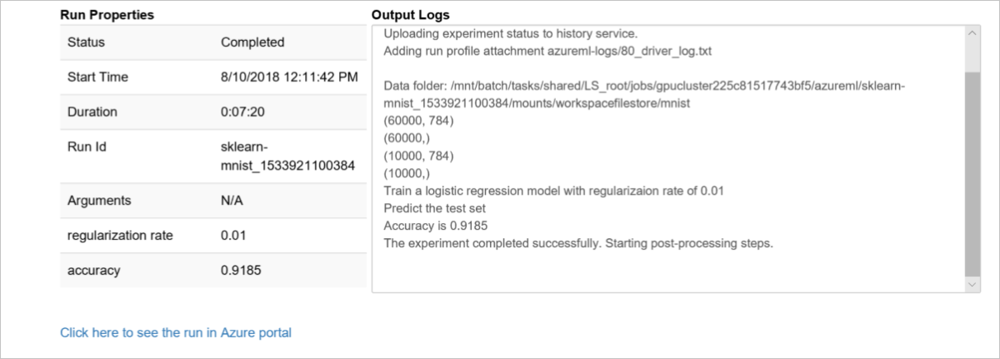 Run Properties
Status Completed
Start Time 8/10/2018 12:11:42 PM
Duration 0:07:20
Run Id sklearn-
mnist_1533921100384
Arguments N/A
regularization rate 0.01
accuracy 0.9185
Output Logs
Uploading experiment status to history service.
Adding run profile attachment azureml-logs/80_driver_log.txt
Data folder: /mnt/batch/tasks/shared/LS_root/jobs/gpucluster225c81517743bf5/azureml/sklearn-
mnist_1533921100384/mounts/workspacefilestore/mnist
(60000, 784)
(60000,)
(10000, 784)
(10000,)
Train a logistic regression model with regularizaion rate of 0.01
Predict the test set
Accuracy is 0.9185
The experiment completed successfully. Starting post-processing steps.
Click here to see the run in Azure portal